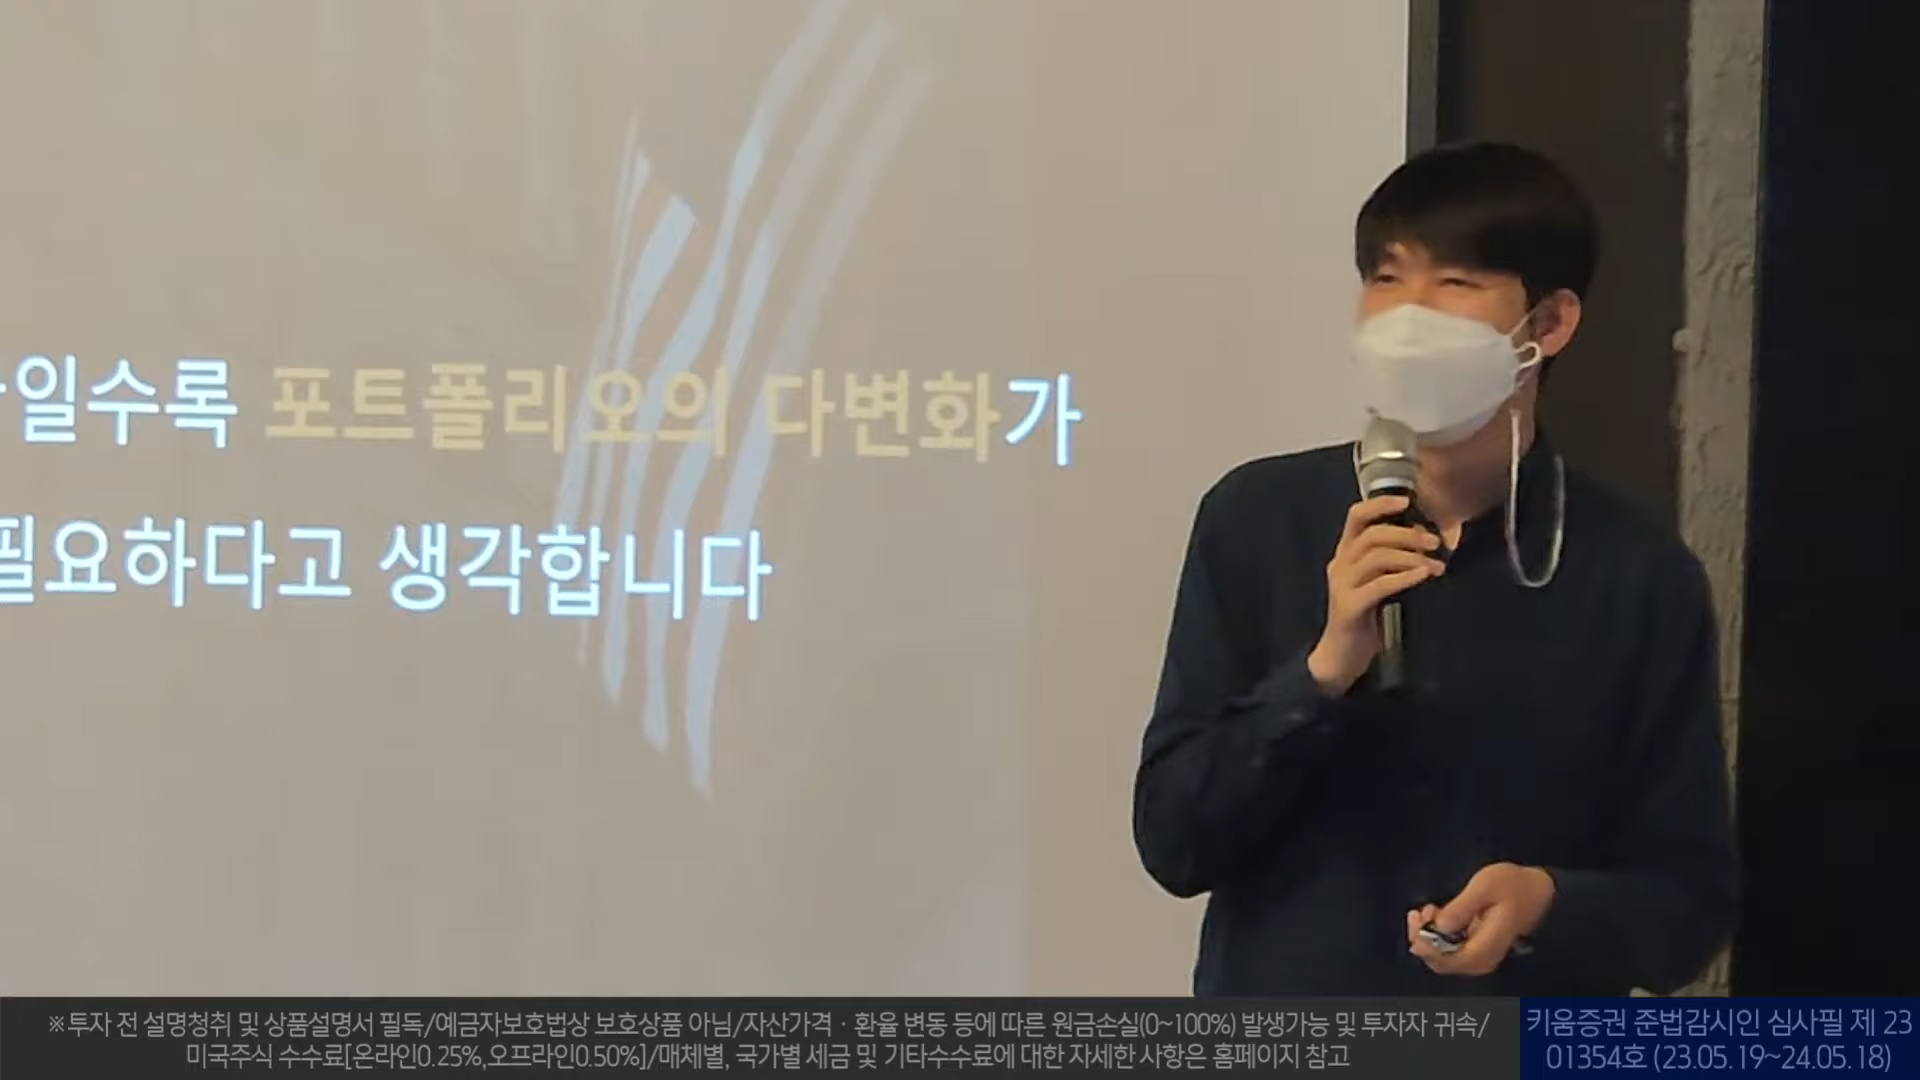 일수록 포트폴리오의 다변화가
필요하다고 생각합니다
※투자 전 설명청취 및 상품설명서 필독/예금자보호법상 보호상품 아님/자산가격 · 환율 변동 등에 따른 원금손실(0~100%) 발생가능 및 투자자 귀속/
미국주식 수수료[온라인0.25%,오프라인0.50%]/매체별, 국가별 세금 및 기타수수료에 대한 자세한 사항은 홈페이지 참고
키움증권 준법감시인 심사필 제 23
01354호 (23.05.19~24.05.18)